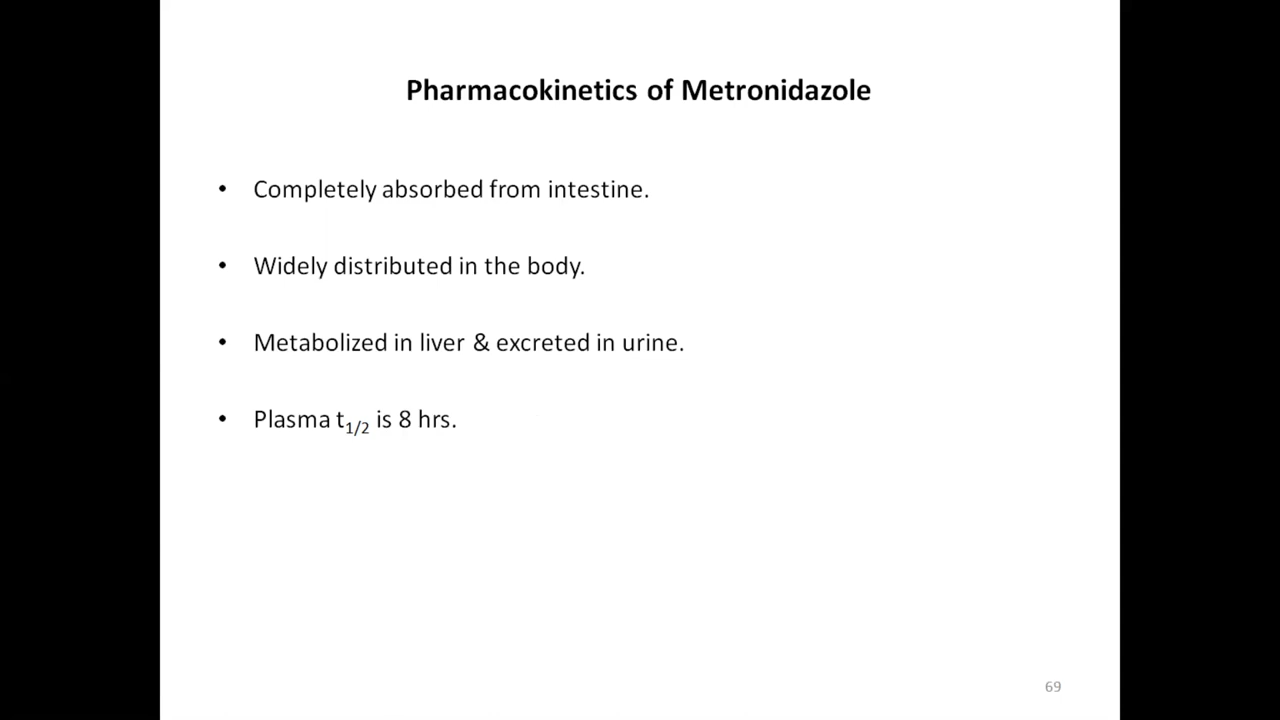 Pharmacokinetics of Metronidazole
• Completely absorbed from intestine.
• Widely distributed in the body.
• Metabolized in liver & excreted in urine.
• Plasma t1/2 is 8 hrs.
69